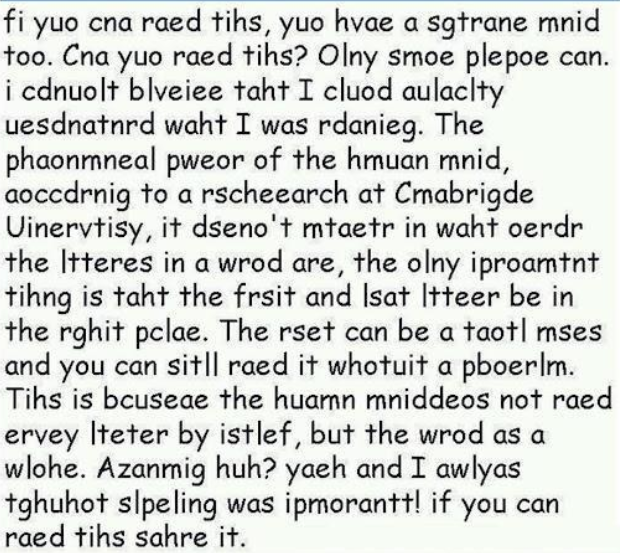 fi yuo cna raed tihs, yuo hvae a sgtrane mnid
too. Cna yuo raed tihs? Olny smoe plepoe can.
i cdnuolt blveiee taht I cluod aulaclty
uesdnatnrd waht I was rdanieg. The
phaonmneal pweor of the hmuan mnid,
aoccdrnig to a rscheearch at Cmabrigde
Uinervtisy, it dseno't mtaetr in waht oerdr
the ltteres in a wrod are, the olny iproamtnt
tihng is taht the frsit and lsat ltteer be in
the rghit pclae. The rset can be a taotl mses
and you can sitll raed it whotuit a pboerlm.
Tihs is bcuseae the huamn mniddeos not raed
ervey lteter by istlef, but the wrod as a
wlohe. Azanmig huh? yaeh and I awlyas
tghuhot slpeling was ipmorantt! if you can
raed tihs sahre it.